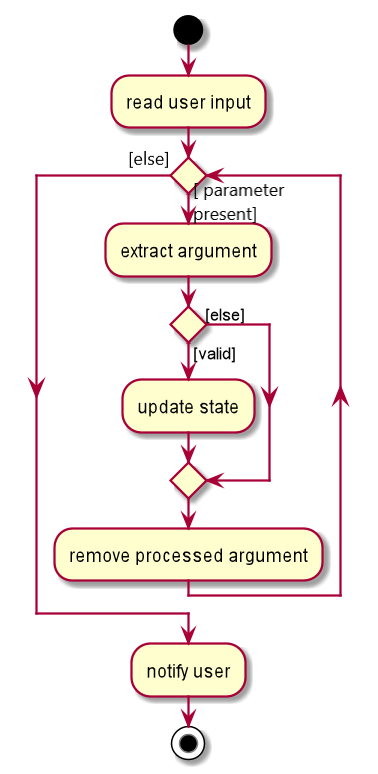 read user input
[else]
[ parameter
present]
extract argument
[else]
[valid]
update state
remove processed argument
notify user